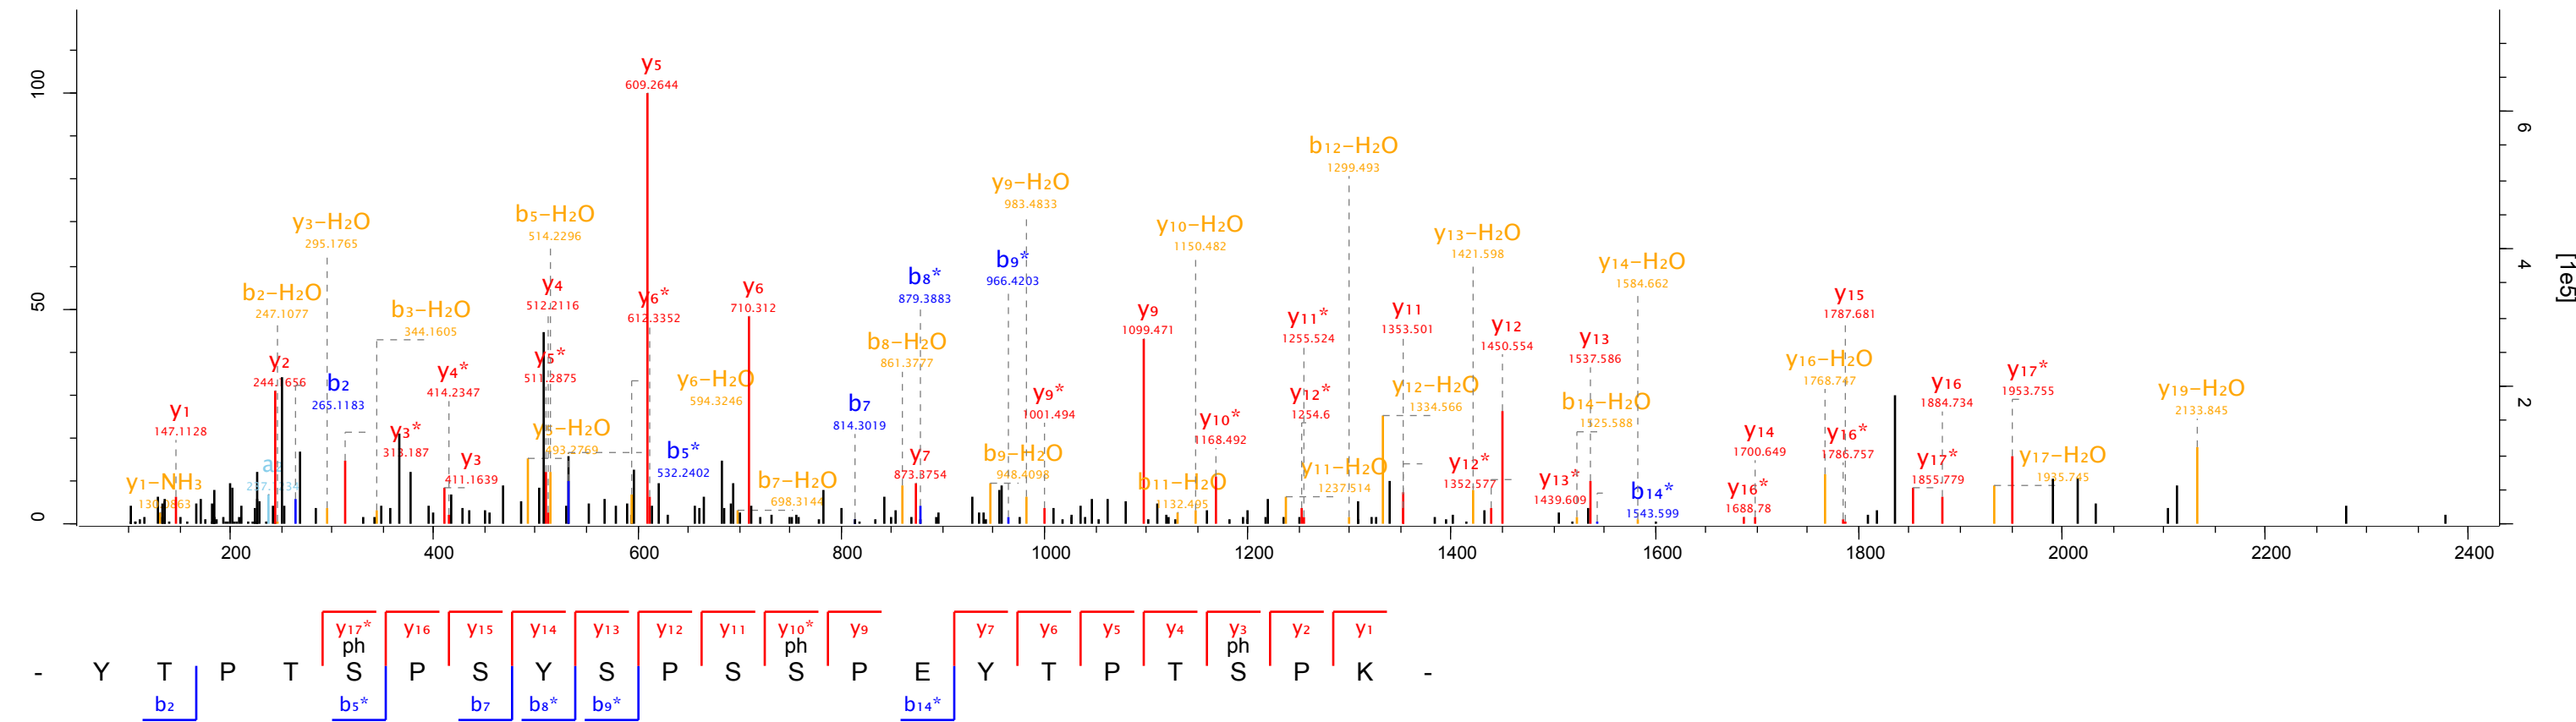 y5
609.2644
b12–H2O
1299.493
y9–H2O
983.4833
b5–H2O
514.2296
y3–H2O
295.1765
y10–H2O
1150.482
y13–H2O
1421.598
b9*
966.4203
y14–H2O
1584.662
b8*
879.3883
y4
512.2116
b2–H2O
247.1077
y6*
612.3352
y6
710.312
y15
1787.681
b3–H2O
344.1605
y9
1099.471
y11*
1255.524
y11
1353.501
y12
1450.554
y13
1537.586
b8–H2O
861.3777
y5*
511.2875
y2
244.1656
y16–H2O
1768.747
y4*
414.2347
b2
265.1183
y6–H2O
594.3246
y12–H2O
1334.566
y16
1884.734
y17*
1953.755
y19–H2O
2133.845
y12*
1254.6
y9*
1001.494
b14–H2O
1525.588
b7
814.3019
y1
147.1128
y3*
313.187
y5–H2O
493.2769
y10*
1168.492
y14
1700.649
y16*
1786.757
b5*
532.2402
y3
411.1639
y7
873.3754
b9–H2O
948.4098
y11–H2O
1237.514
y12*
1352.577
y17*
1855.779
y17–H2O
1935.745
y1–NH3
130.0863
b7–H2O
698.3144
b11–H2O
1132.495
y13*
1439.609
b14*
1543.599
y16*
1688.78
0
50
100
2
4
6
[1e5]
200 400 600 800 1000 1200 1400 1600 1800 2000 2200 2400
y17* y16 y15 y14 y13 y12 y11 y10* y9 y7 y6 y5 y4 y3 y2 y1
ph ph ph
- Y T P T S P S Y S P S S P E Y T P T S P K -
b2 b5* b7 b8* b9* b14*